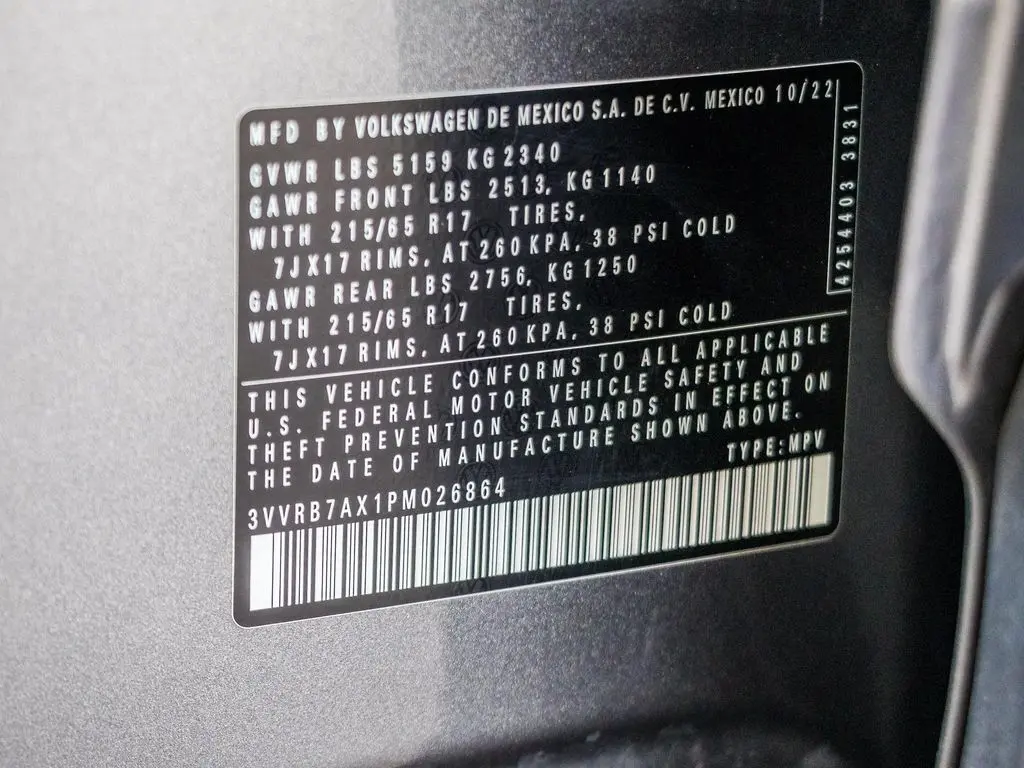 MFD BY VOLKSWAGEN DE MEXICO S.A. DE C.V. MEXICO 10/22
GVWR LBS 5159 KG 2340
GAWR FRONT LBS 2513, KG 1140
WITH 215/65 R17 TIRES,
7JX17 RIMS, AT 260 KPA, 38 PSI COLD
GAWR REAR LBS 2756, KG 1250
WITH 215/65 R17 TIRES,
7JX17 RIMS, AT 260 KPA, 38 PSI COLD
4254403 3831
THIS VEHICLE CONFORMS TO ALL APPLICABLE
U.S. FEDERAL MOTOR VEHICLE SAFETY AND
THEFT PREVENTION STANDARDS IN EFFECT ON
THE DATE OF MANUFACTURE SHOWN ABOVE.
TYPE:MPV
3VVRB7AX1PM026864